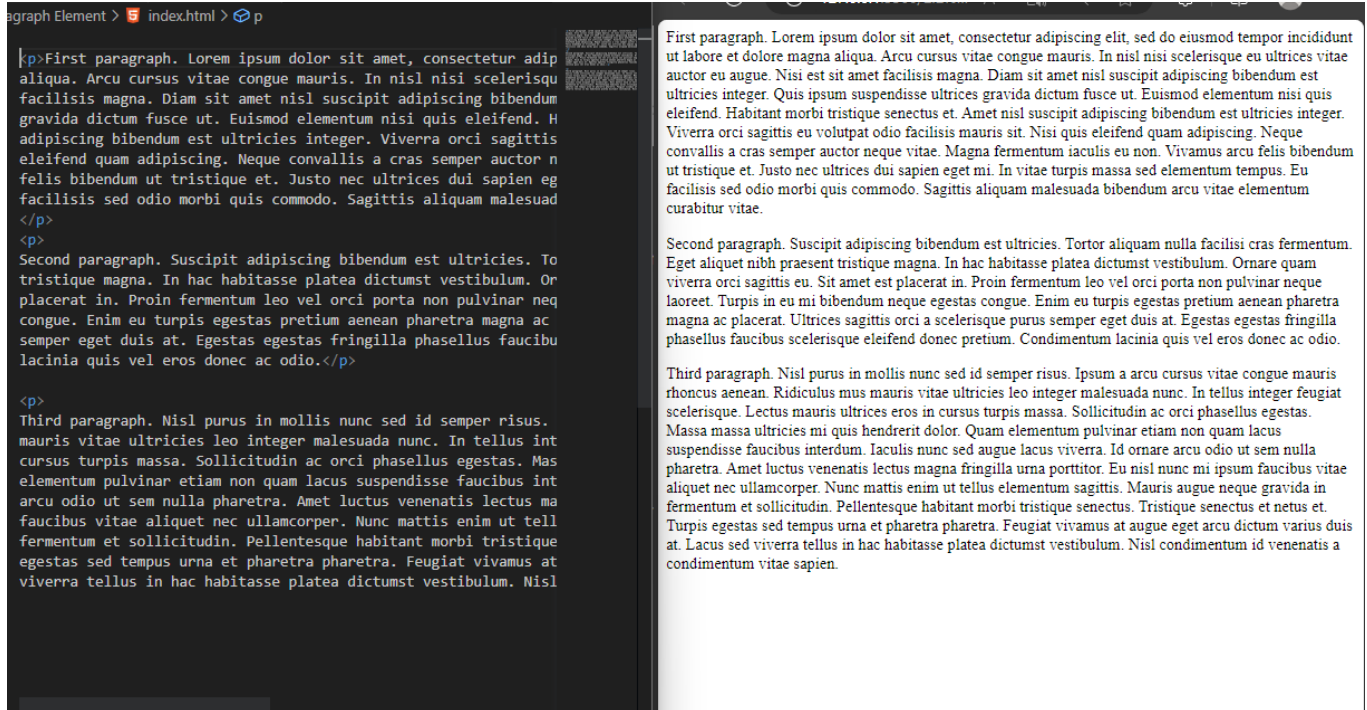 agraph Element > index.html > p
<p>First paragraph. Lorem ipsum dolor sit amet, consectetur adip
aliqua. Arcu cursus vitae congue mauris. In nisl nisi scelerisqu
facilisis magna. Diam sit amet nisl suscipit adipiscing bibendum
gravida dictum fusce ut. Euismod elementum nisi quis eleifend. H
adipiscing bibendum est ultricies integer. Viverra orci sagittis
eleifend quam adipiscing. Neque convallis a cras semper auctor n
felis bibendum ut tristique et. Justo nec ultrices dui sapien eg
facilisis sed odio morbi quis commodo. Sagittis aliquam malesuad
</p>
<p>
Second paragraph. Suscipit adipiscing bibendum est ultricies. To
tristique magna. In hac habitasse platea dictumst vestibulum. Or
placerat in. Proin fermentum leo vel orci porta non pulvinar neq
congue. Enim eu turpis egestas pretium aenean pharetra magna ac
semper eget duis at. Egestas egestas fringilla phasellus faucibu
lacinia quis vel eros donec ac odio.</p>
<p>
Third paragraph. Nisl purus in mollis nunc sed id semper risus.
mauris vitae ultricies leo integer malesuada nunc. In tellus int
cursus turpis massa. Sollicitudin ac orci phasellus egestas. Mas
elementum pulvinar etiam non quam lacus suspendisse faucibus int
arcu odio ut sem nulla pharetra. Amet luctus venenatis lectus ma
faucibus vitae aliquet nec ullamcorper. Nunc mattis enim ut tell
fermentum et sollicitudin. Pellentesque habitant morbi tristique
egestas sed tempus urna et pharetra pharetra. Feugiat vivamus at
viverra tellus in hac habitasse platea dictumst vestibulum. Nisl
First paragraph. Lorem ipsum dolor sit amet, consectetur adipiscing elit, sed do eiusmod tempor incididunt
ut labore et dolore magna aliqua. Arcu cursus vitae congue mauris. In nisl nisi scelerisque eu ultrices vitae
auctor eu augue. Nisi est sit amet facilisis magna. Diam sit amet nisl suscipit adipiscing bibendum est
ultricies integer. Quis ipsum suspendisse ultrices gravida dictum fusce ut. Euismod elementum nisi quis
eleifend. Habitant morbi tristique senectus et. Amet nisl suscipit adipiscing bibendum est ultricies integer.
Viverra orci sagittis eu volutpat odio facilisis mauris sit. Nisi quis eleifend quam adipiscing. Neque
convallis a cras semper auctor neque vitae. Magna fermentum iaculis eu non. Vivamus arcu felis bibendum
ut tristique et. Justo nec ultrices dui sapien eget mi. In vitae turpis massa sed elementum tempus. Eu
facilisis sed odio morbi quis commodo. Sagittis aliquam malesuada bibendum arcu vitae elementum
curabitur vitae.
Second paragraph. Suscipit adipiscing bibendum est ultricies. Tortor aliquam nulla facilisi cras fermentum.
Eget aliquet nibh praesent tristique magna. In hac habitasse platea dictumst vestibulum. Ornare quam
viverra orci sagittis eu. Sit amet est placerat in. Proin fermentum leo vel orci porta non pulvinar neque
laoreet. Turpis in eu mi bibendum neque egestas congue. Enim eu turpis egestas pretium aenean pharetra
magna ac placerat. Ultrices sagittis orci a scelerisque purus semper eget duis at. Egestas egestas fringilla
phasellus faucibus scelerisque eleifend donec pretium. Condimentum lacinia quis vel eros donec ac odio.
Third paragraph. Nisl purus in mollis nunc sed id semper risus. Ipsum a arcu cursus vitae congue mauris
rhoncus aenean. Ridiculus mus mauris vitae ultricies leo integer malesuada nunc. In tellus integer feugiat
scelerisque. Lectus mauris ultrices eros in cursus turpis massa. Sollicitudin ac orci phasellus egestas.
Massa massa ultricies mi quis hendrerit dolor. Quam elementum pulvinar etiam non quam lacus
suspendisse faucibus interdum. Iaculis nunc sed augue lacus viverra. Id ornare arcu odio ut sem nulla
pharetra. Amet luctus venenatis lectus magna fringilla urna porttitor. Eu nisl nunc mi ipsum faucibus vitae
aliquet nec ullamcorper. Nunc mattis enim ut tellus elementum sagittis. Mauris augue neque gravida in
fermentum et sollicitudin. Pellentesque habitant morbi tristique senectus. Tristique senectus et netus et.
Turpis egestas sed tempus urna et pharetra pharetra. Feugiat vivamus at augue eget arcu dictum varius duis
at. Lacus sed viverra tellus in hac habitasse platea dictumst vestibulum. Nisl condimentum id venenatis a
condimentum vitae sapien.